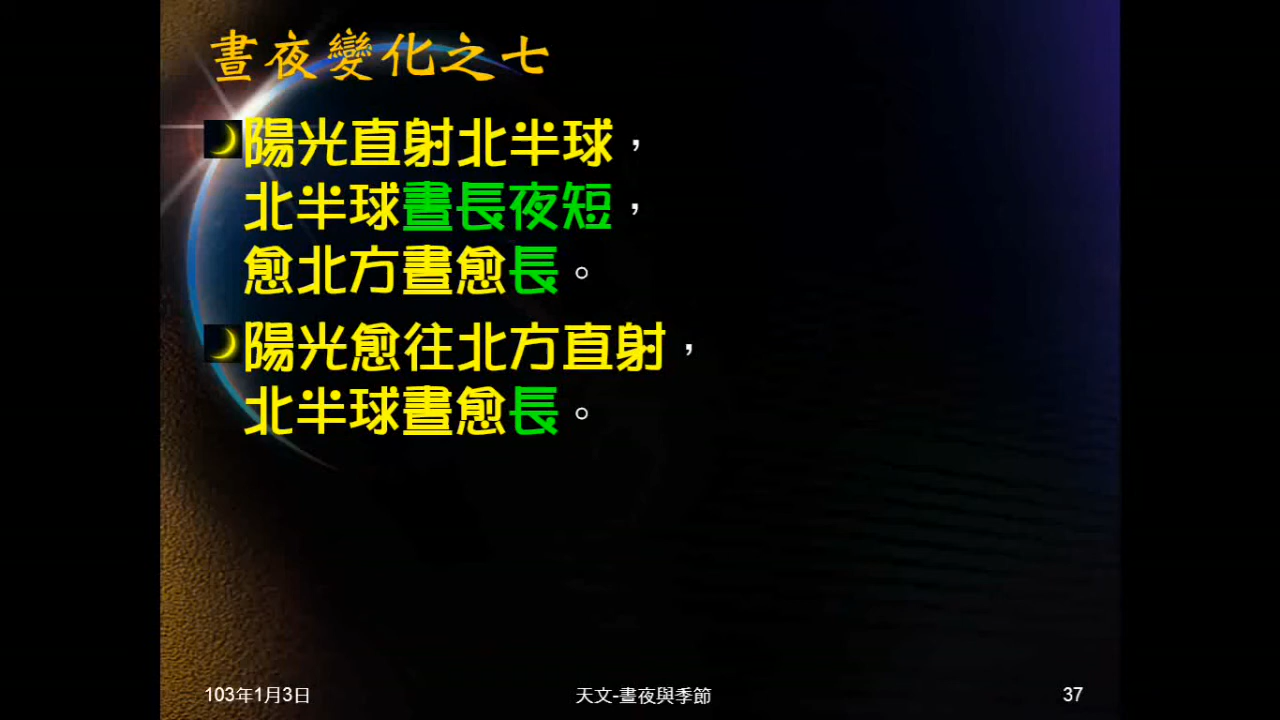 晝夜變化之七
陽光直射北半球，
北半球晝長夜短，
愈北方晝愈長。
陽光愈往北方直射，
北半球晝愈長。
103年1月3日
天文-晝夜與季節
37